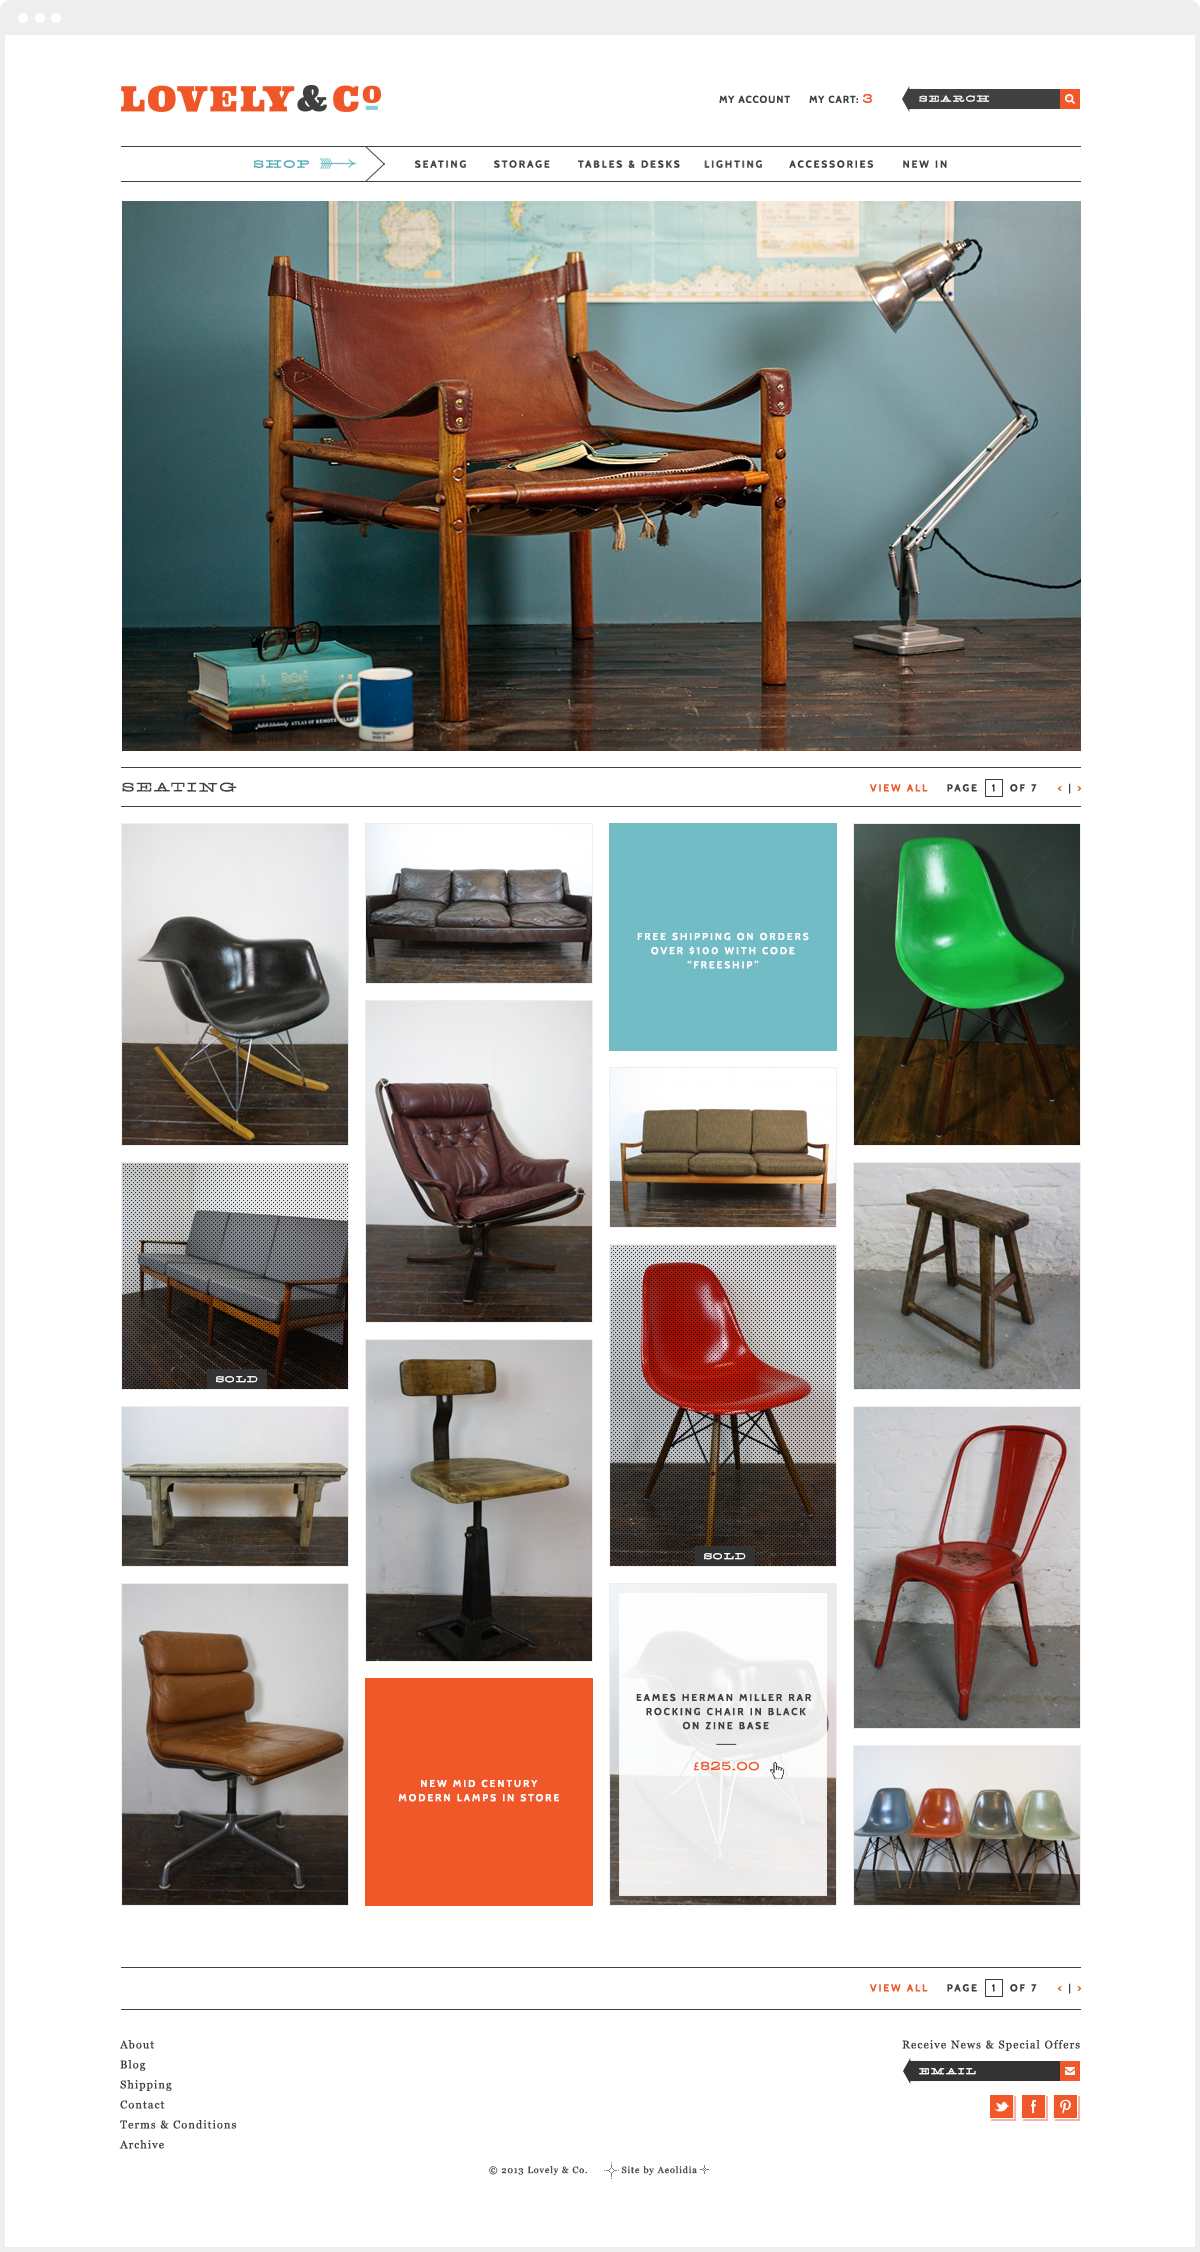 LOVELY & Co
MY ACCOUNT
MY CART: 3
SEARCH
SHOP
SEATING
STORAGE
TABLES & DESKS
LIGHTING
ACCESSORIES
NEW IN
ATLAS OF REMOTE
PANTONE
SEATING
VIEW ALL
PAGE 1 OF 7
< | >
FREE SHIPPING ON ORDERS
OVER $100 WITH CODE
"FREESHIP"
SOLD
SOLD
EAMES HERMAN MILLER RAR
ROCKING CHAIR IN BLACK
ON ZINE BASE
£825.00
NEW MID CENTURY
MODERN LAMPS IN STORE
VIEW ALL
PAGE 1 OF 7
< | >
About
Blog
Shipping
Contact
Terms & Conditions
Archive
Receive News & Special Offers
EMAIL
© 2013 Lovely & Co.
Site by Aeolidia